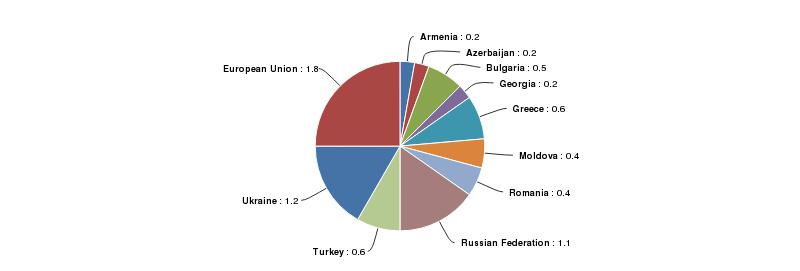 Armenia : 0.2
Azerbaijan : 0.2
Bulgaria : 0.5
Georgia : 0.2
Greece : 0.6
Moldova : 0.4
Romania : 0.4
Russian Federation : 1.1
Turkey : 0.6
Ukraine : 1.2
European Union : 1.8